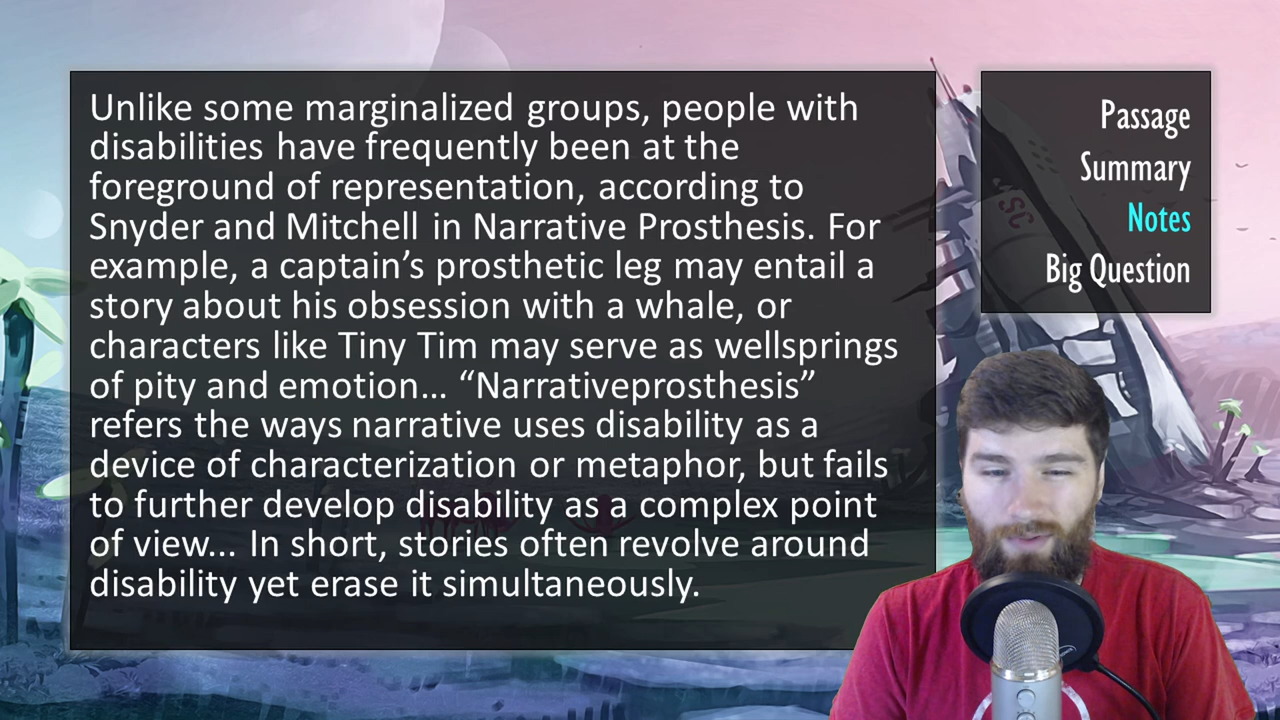 Unlike some marginalized groups, people with
disabilities have frequently been at the
foreground of representation, according to
Snyder and Mitchell in Narrative Prosthesis. For
example, a captain’s prosthetic leg may entail a
story about his obsession with a whale, or
characters like Tiny Tim may serve as wellsprings
of pity and emotion… “Narrativeprosthesis”
refers the ways narrative uses disability as a
device of characterization or metaphor, but fails
to further develop disability as a complex point
of view… In short, stories often revolve around
disability yet erase it simultaneously.
Passage
Summary
Notes
Big Question
SC